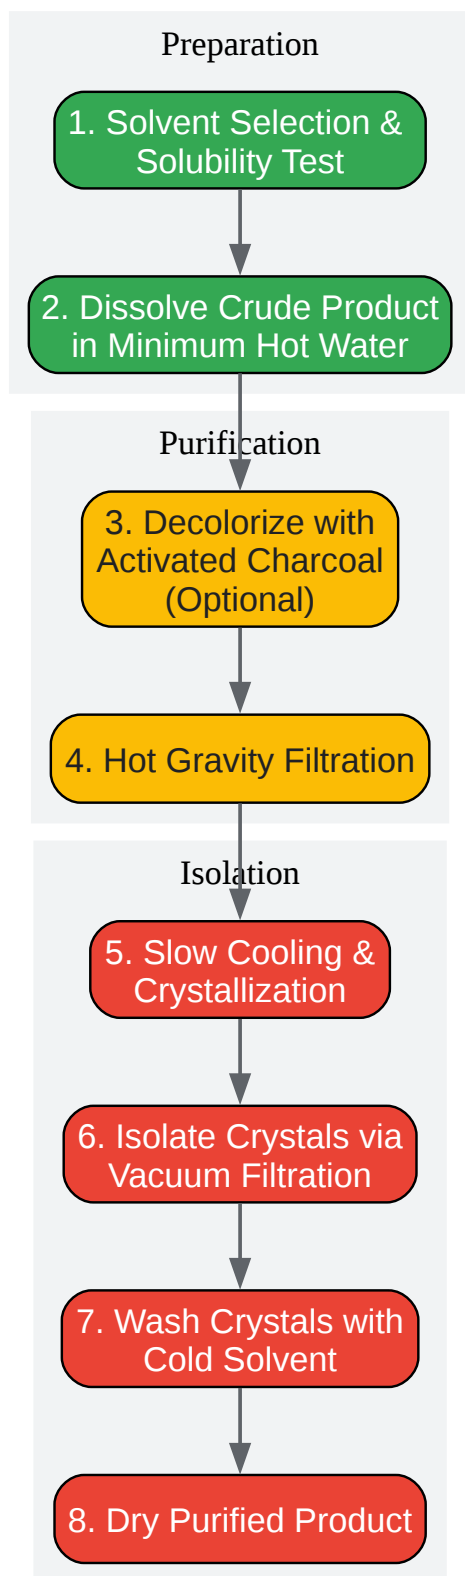 Preparation
1. Solvent Selection &
Solubility Test
2. Dissolve Crude Product
in Minimum Hot Water
Purification
3. Decolorize with
Activated Charcoal
(Optional)
4. Hot Gravity Filtration
Isolation
5. Slow Cooling &
Crystallization
6. Isolate Crystals via
Vacuum Filtration
7. Wash Crystals with
Cold Solvent
8. Dry Purified Product